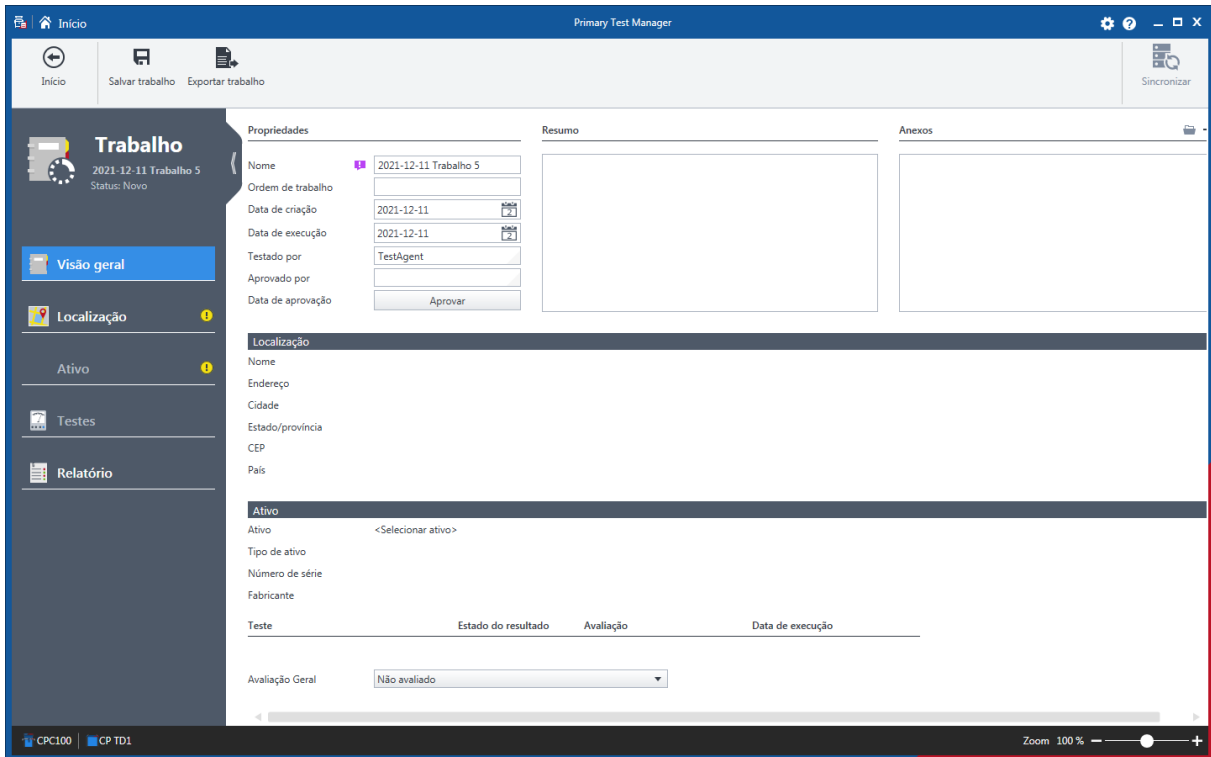 Início
Primary Test Manager
Início
Salvar trabalho
Exportar trabalho
Sincronizar
Trabalho
2021-12-11 Trabalho 5
Status: Novo
Visão geral
Localização
Ativo
Testes
Relatório
Propriedades
Resumo
Anexos
Nome 2021-12-11 Trabalho 5
Ordem de trabalho
Data de criação 2021-12-11
Data de execução 2021-12-11
Testado por TestAgent
Aprovado por
Data de aprovação Aprovar
Localização
Nome
Endereço
Cidade
Estado/província
CEP
País
Ativo
Ativo <Selecionar ativo>
Tipo de ativo
Número de série
Fabricante
Teste Estado do resultado Avaliação Data de execução
Avaliação Geral Não avaliado
CPC100 CP TD1 Zoom 100 %